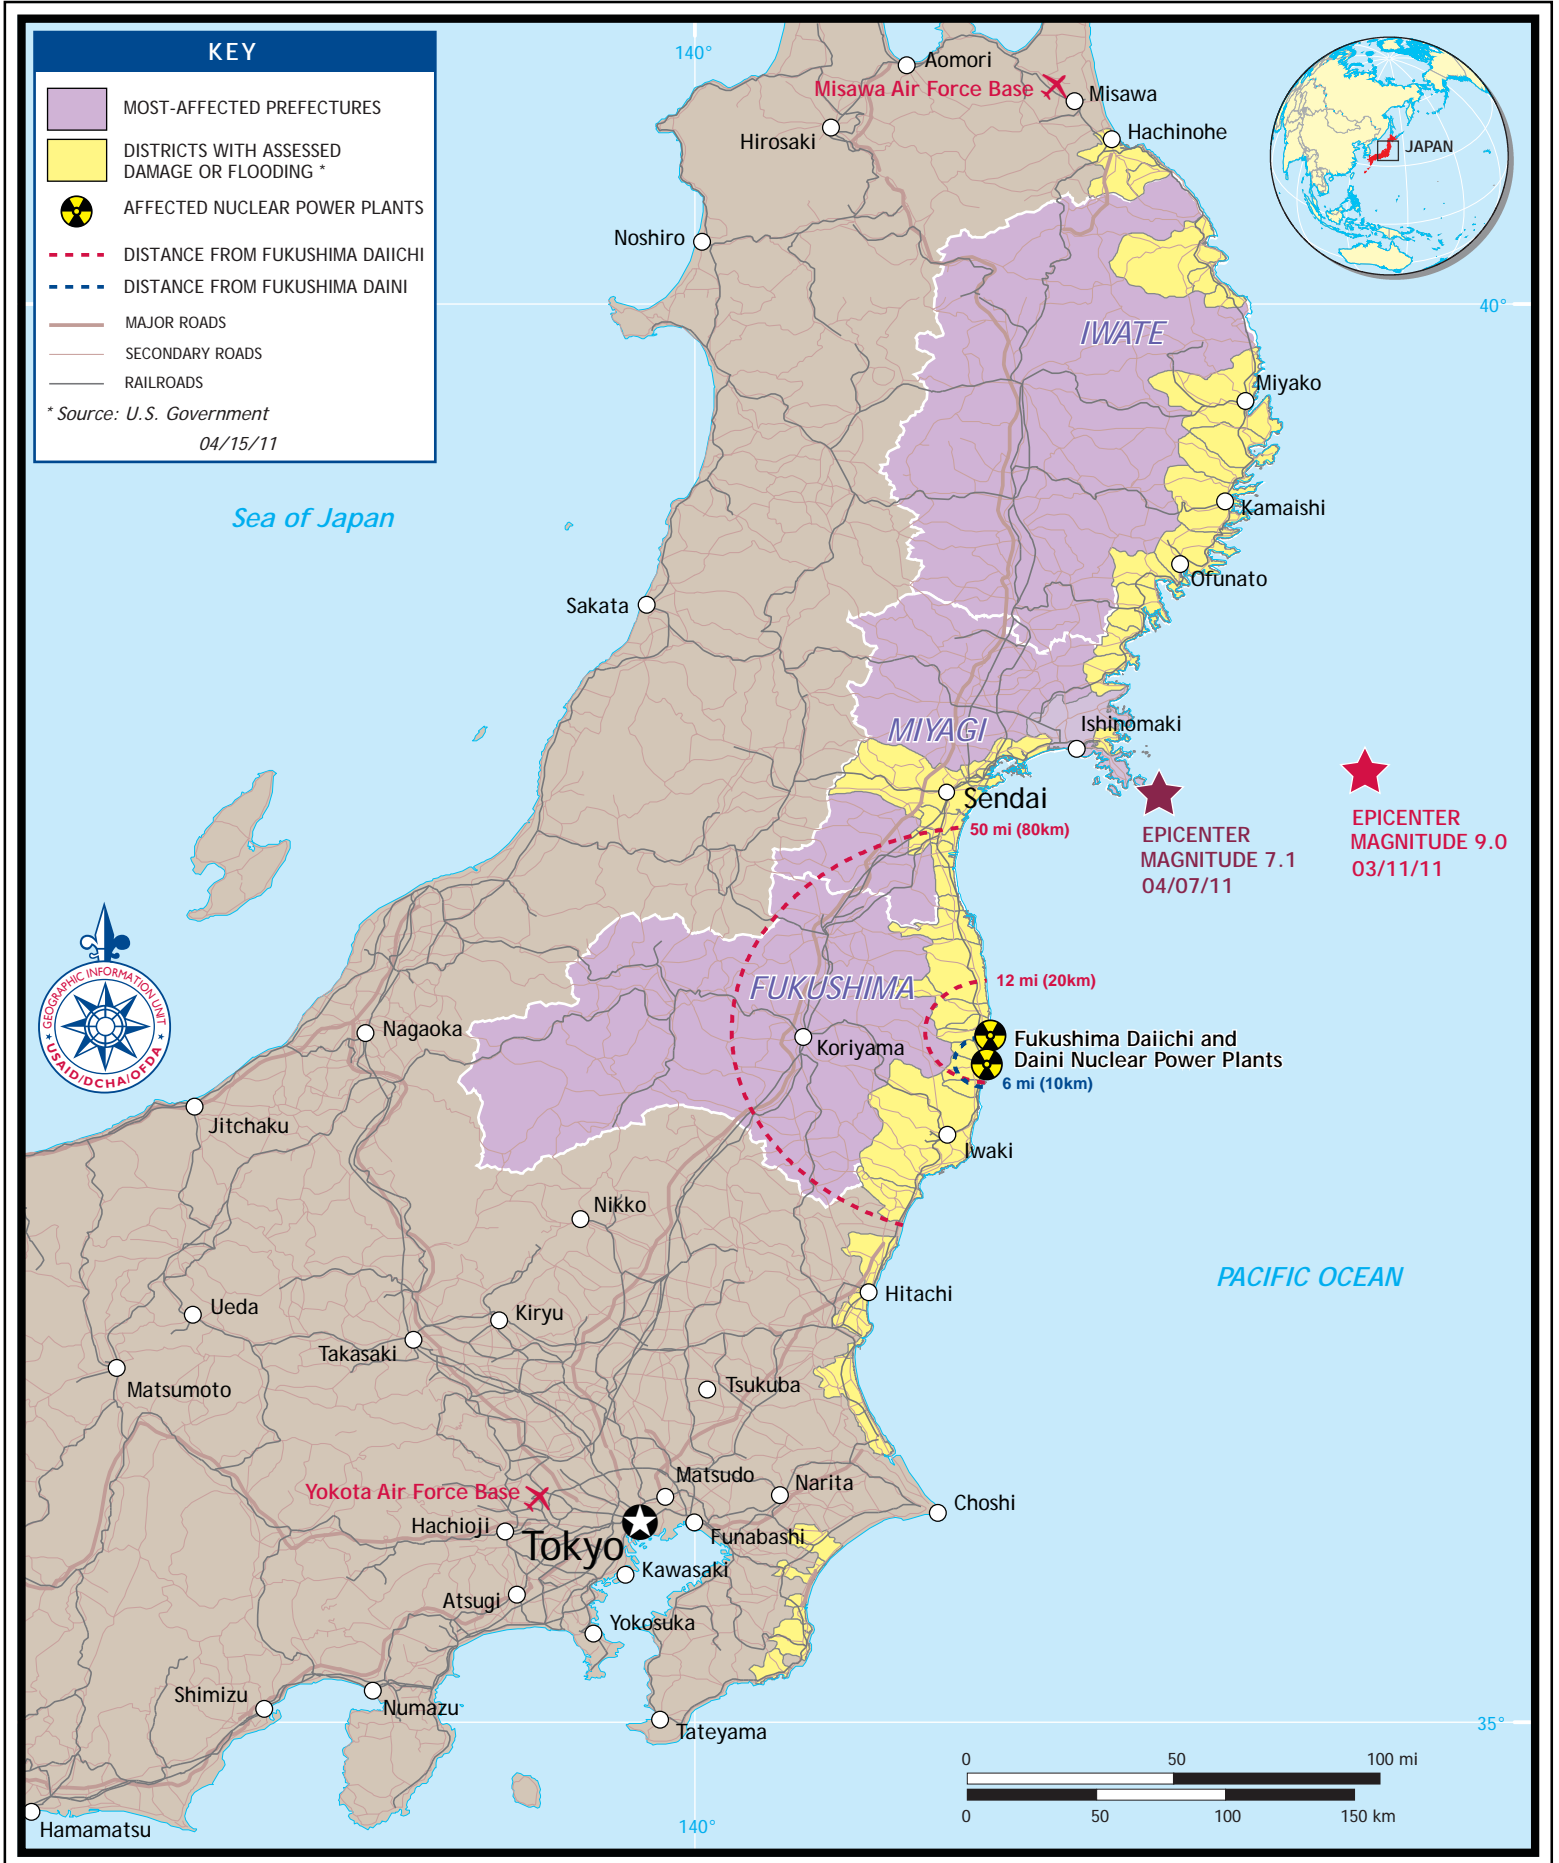 KEY
MOST-AFFECTED PREFECTURES
DISTRICTS WITH ASSESSED
DAMAGE OR FLOODING *
AFFECTED NUCLEAR POWER PLANTS
DISTANCE FROM FUKUSHIMA DAIICHI
DISTANCE FROM FUKUSHIMA DAINI
MAJOR ROADS
SECONDARY ROADS
RAILROADS
* Source: U.S. Government
04/15/11
140°
Aomori
Misawa Air Force Base
Misawa
Hirosaki
Hachinohe
JAPAN
Noshiro
40°
IWATE
Miyako
Sea of Japan
Kamaishi
Ofunato
Sakata
MIYAGI
Ishinomaki
Sendai
50 mi (80km)
EPICENTER
MAGNITUDE 7.1
04/07/11
EPICENTER
MAGNITUDE 9.0
03/11/11
GEOGRAPHIC INFORMATION UNIT
USAID/DCHA/OFDA
FUKUSHIMA
12 mi (20km)
Nagaoka
Koriyama
Fukushima Daiichi and
Daini Nuclear Power Plants
6 mi (10km)
Jitchaku
Iwaki
Nikko
PACIFIC OCEAN
Ueda
Kiryu
Hitachi
Takasaki
Matsumoto
Tsukuba
Matsudo
Narita
Yokota Air Force Base
Choshi
Hachioji
Tokyo
Funabashi
Kawasaki
Atsugi
Yokosuka
Shimizu
Numazu
Tateyama
35°
0 50 100 mi
0 50 100 150 km
Hamamatsu
140°